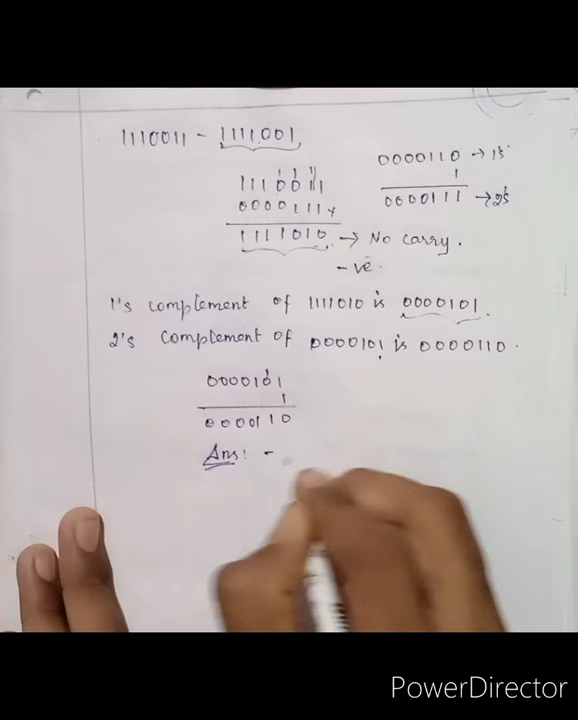 1110011 - 1111001
0000110 → 1's
1
0000111 → 2's
1110011
0000111 +
1111010 → No carry.
- ve.
1's complement of 1111010 is 0000101.
2's complement of 0000101 is 0000110.
0000101
1
0000110
Ans: -
PowerDirector